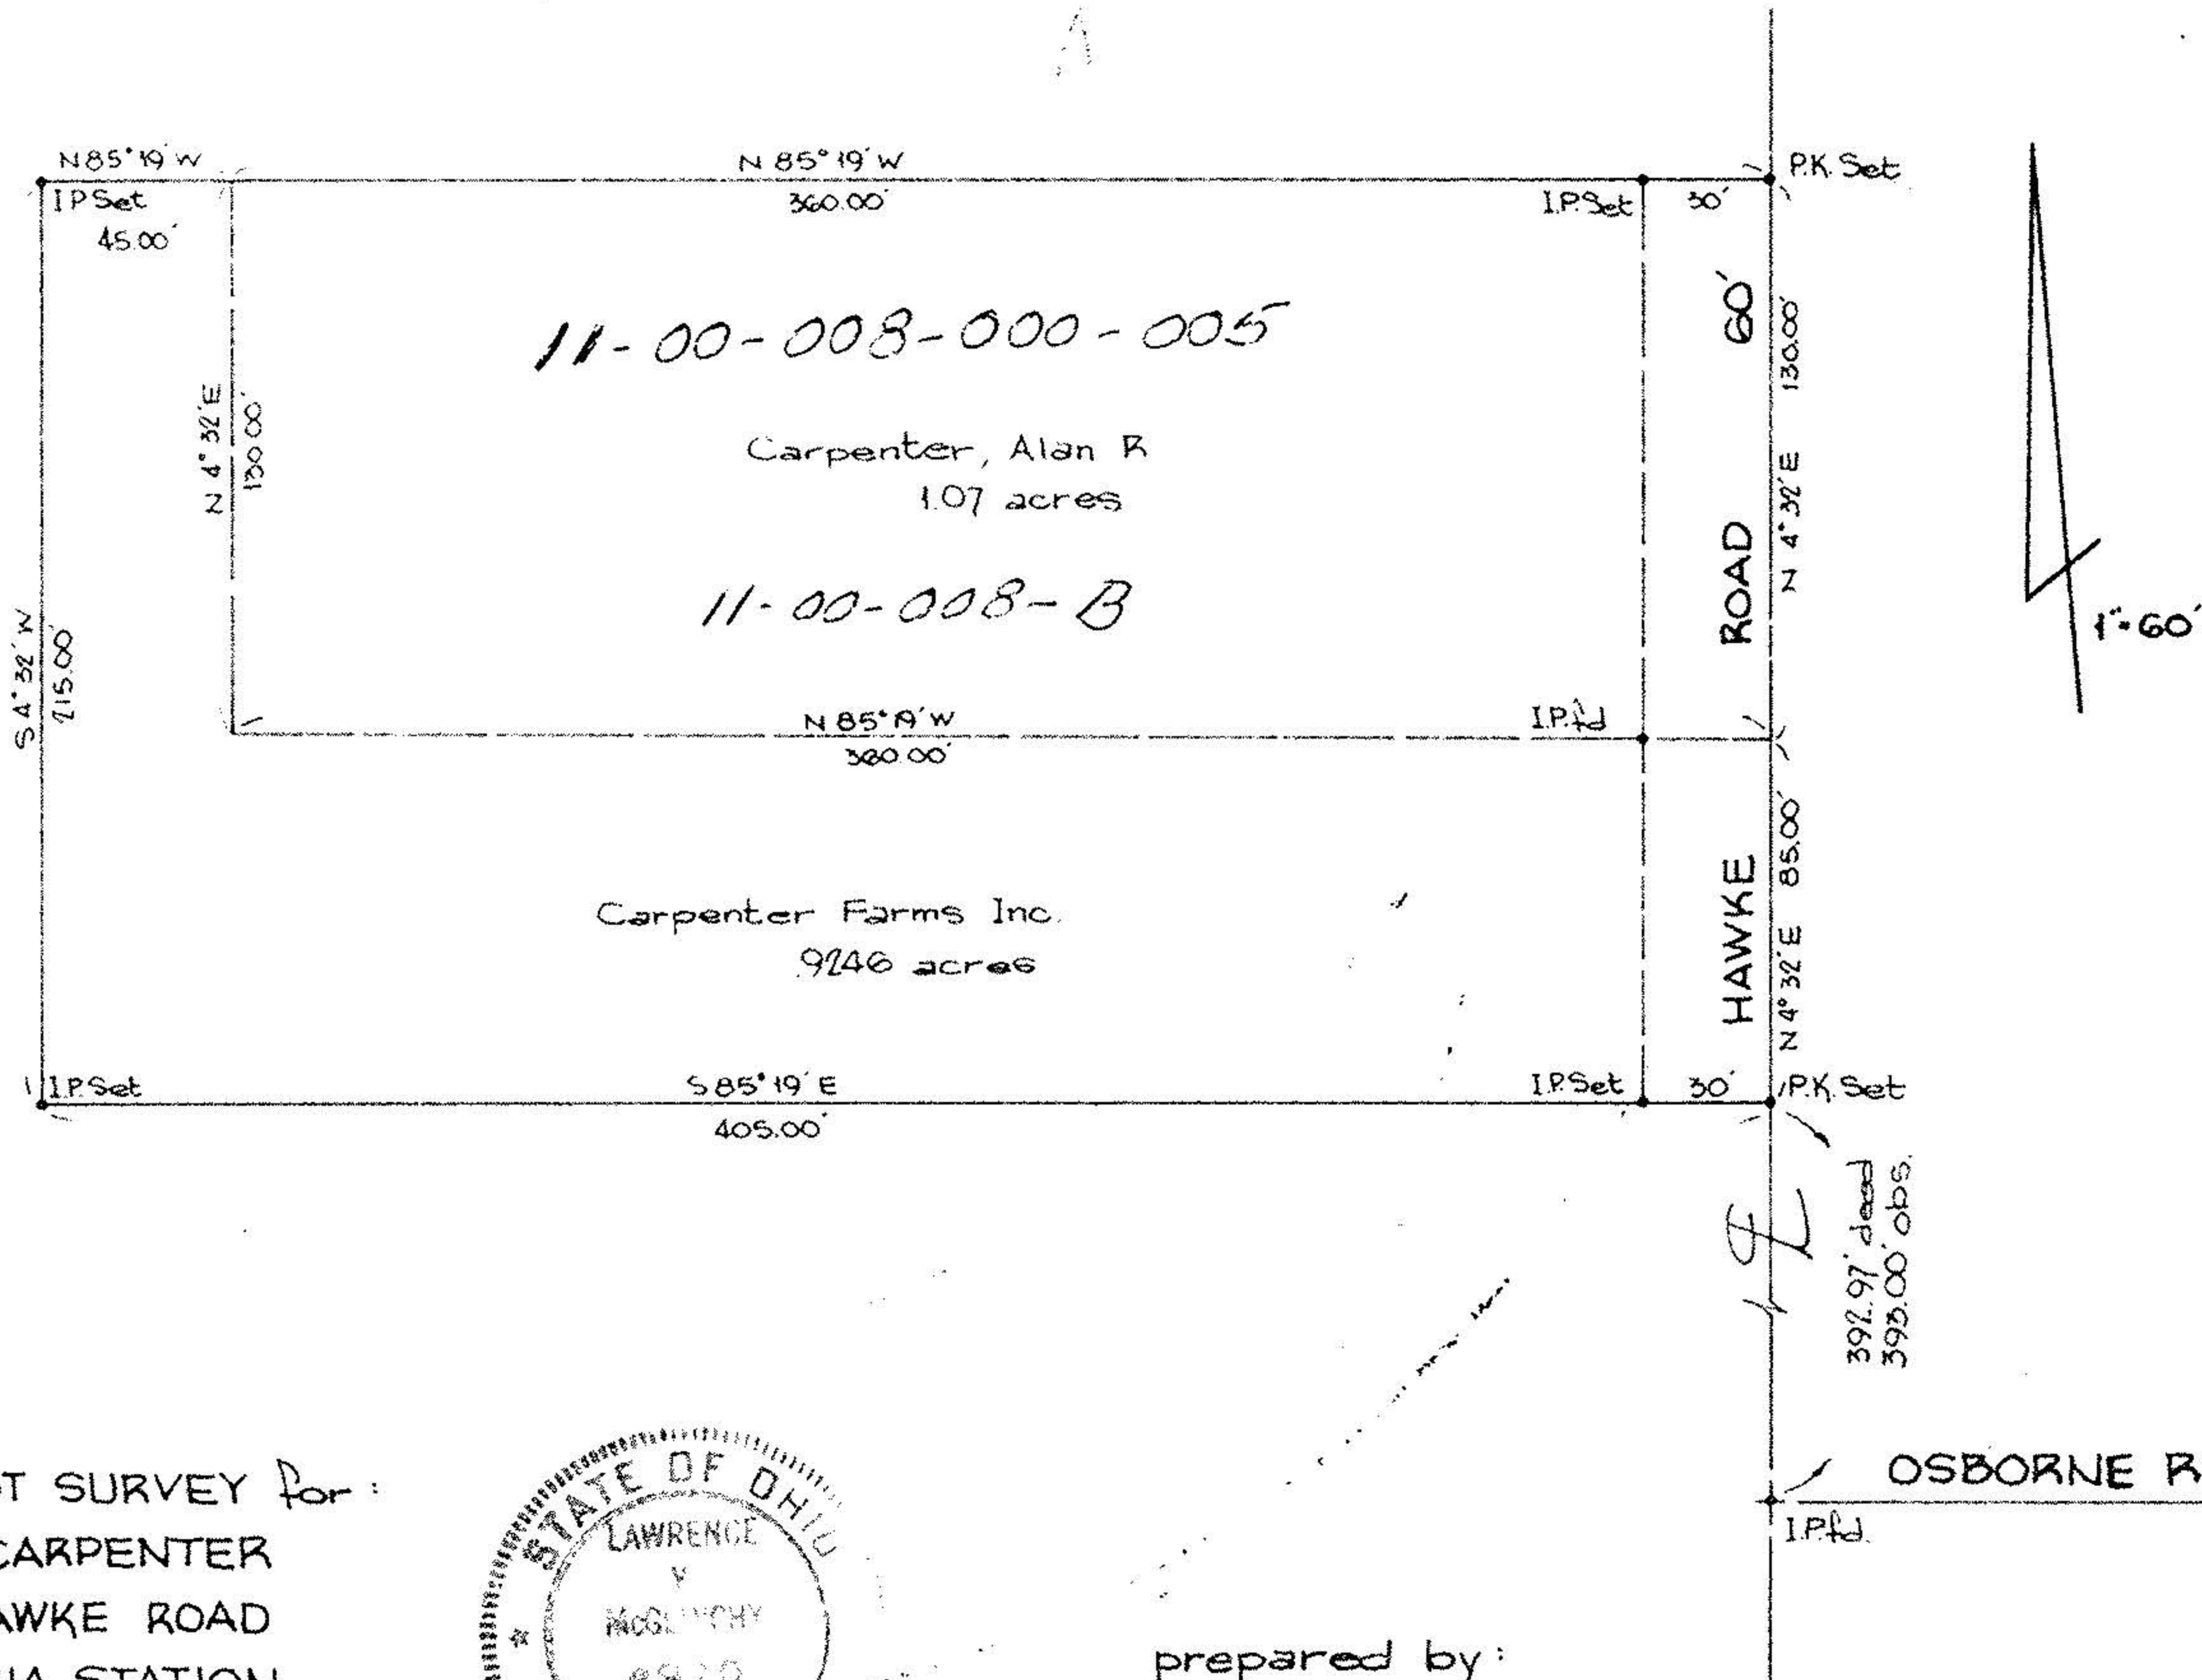 N 85° 19' W
I.P. Set
45.00'
N 85° 19' W
360.00'
I.P. Set
30'
P.K. Set
11-00-008-000-005
Carpenter, Alan R
1.07 acres
11-00-008-B
N 4° 32' E
130.00'
S 4° 32' W
215.00'
HAWKE ROAD 60'
N 4° 32' E 130.00'
1"=60'
N 85° 19' W
360.00'
I.P. fd
Carpenter Farms Inc.
.9246 acres
N 4° 32' E 85.00'
I.P. Set
S 85° 19' E
405.00'
I.P. Set
30'
P.K. Set
392.97' deed
393.00' obs.
OSBORNE R
I.P. fd.
T SURVEY for:
CARPENTER
AWKE ROAD
IA STATION
STATE OF OHIO
LAWRENCE
V
prepared by: